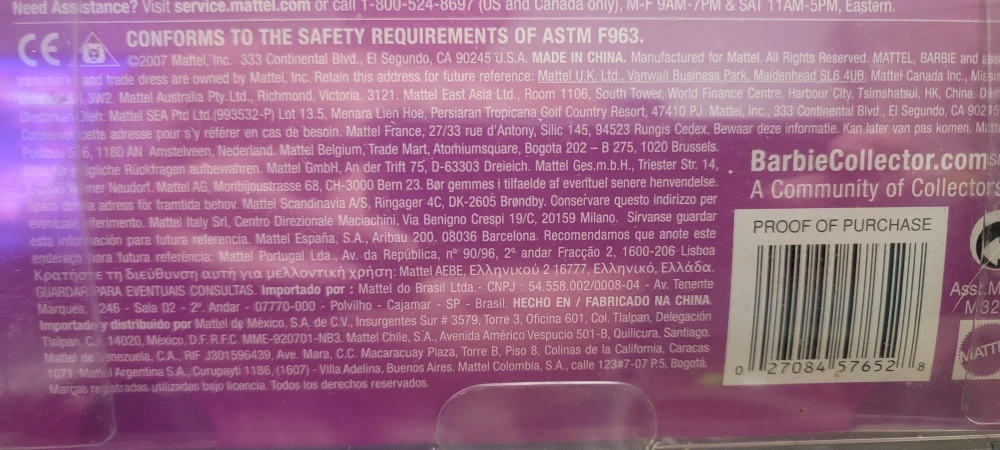 Need Assistance? Visit service.mattel.com or call 1-800-524-8697 (US and Canada only), M-F 9AM-7PM & SAT 11AM-5PM, Eastern.
CE
CONFORMS TO THE SAFETY REQUIREMENTS OF ASTM F963.
©2007 Mattel, Inc. 333 Continental Blvd., El Segundo, CA 90245 U.S.A. MADE IN CHINA. Manufactured for Mattel. All Rights Reserved. MATTEL, BARBIE and
trademarks and trade dress are owned by Mattel, Inc. Retain this address for future reference: Mattel U.K. Ltd., Vanwall Business Park, Maidenhead SL6 4UB. Mattel Canada Inc.,
3W2. Mattel Australia Pty. Ltd., Richmond, Victoria. 3121. Mattel East Asia Ltd., Room 1106, South Tower, World Finance Centre, Harbour City, Tsimshatsui, HK, China.
Diedarkan Oleh: Mattel SEA Ptd Ltd.(993532-P) Lot 13.5, Menara Lien Hoe, Persiaran Tropicana Golf Country Resort, 47410 PJ. Mattel, Inc., 333 Continental Blvd., El Segundo, CA 90245
Conserver cette adresse pour s'y référer en cas de besoin. Mattel France, 27/33 rue d'Antony, Silic 145, 94523 Rungis Cedex. Bewaar deze informatie. Kan later van pas komen.
Postbus 576, 1180 AN Amstelveen, Nederland. Mattel Belgium, Trade Mart, Atomiumsquare, Bogota 202 – B 275, 1020 Brussels.
Bitte für mögliche Rückfragen aufbewahren. Mattel GmbH, An der Trift 75, D-63303 Dreieich. Mattel Ges.m.b.H., Triester Str. 14,
Wiener Neudorf. Mattel AG, Monbijoustrasse 68, CH-3000 Bern 23. Bør gemmes i tilfaelde af eventuel senere henvendelse.
Spara denna adress för framtida behov. Mattel Scandinavia A/S, Ringager 4C, DK-2605 Brøndby. Conservare questo indirizzo per
eventuale riferimento. Mattel Italy Srl, Centro Direzionale Maciachini, Via Benigno Crespi 19/C, 20159 Milano. Sírvanse guardar
esta información para futura referencia. Mattel España, S.A., Aribau 200. 08036 Barcelona. Recomendamos que anote este
endereço para futura referência: Mattel Portugal Lda., Av. da República, nº 90/96, 2º andar Fracção 2, 1600-206 Lisboa
Κρατήστε τη διεύθυνση αυτή για μελλοντική χρήση: Mattel AEBE, Ελληνικού 2 16777, Ελληνικό, Ελλάδα.
GUARDAR PARA EVENTUAIS CONSULTAS. Importado por : Mattel do Brasil Ltda.- CNPJ : 54.558.002/0008-04 - Av. Tenente
Marques, 1246 - Sala 02 - 2º. Andar - 07770-000 - Polvilho - Cajamar - SP - Brasil. HECHO EN / FABRICADO NA CHINA.
Importado y distribuido por Mattel de México, S.A. de C.V., Insurgentes Sur # 3579, Torre 3, Oficina 601, Col. Tlalpan, Delegación
Tlalpan, C.P. 14020, México, D.F. R.F.C. MME-920701-NB3. Mattel Chile, S.A., Avenida Américo Vespucio 501-B, Quilicura, Santiago.
Mattel de Venezuela, C.A., RIF J301596439, Ave. Mara, C.C. Macaracuay Plaza, Torre B, Piso 8, Colinas de la California, Caracas
1071. Mattel Argentina S.A., Curupaytí 1186, (1607) - Villa Adelina, Buenos Aires. Mattel Colombia, S.A., calle 123#7-07 P.5, Bogotá.
Marcas registradas utilizadas bajo licencia. Todos los derechos reservados.
BarbieCollector.com
A Community of Collectors
PROOF OF PURCHASE
0 27084 57652 8
Asst.
MATT